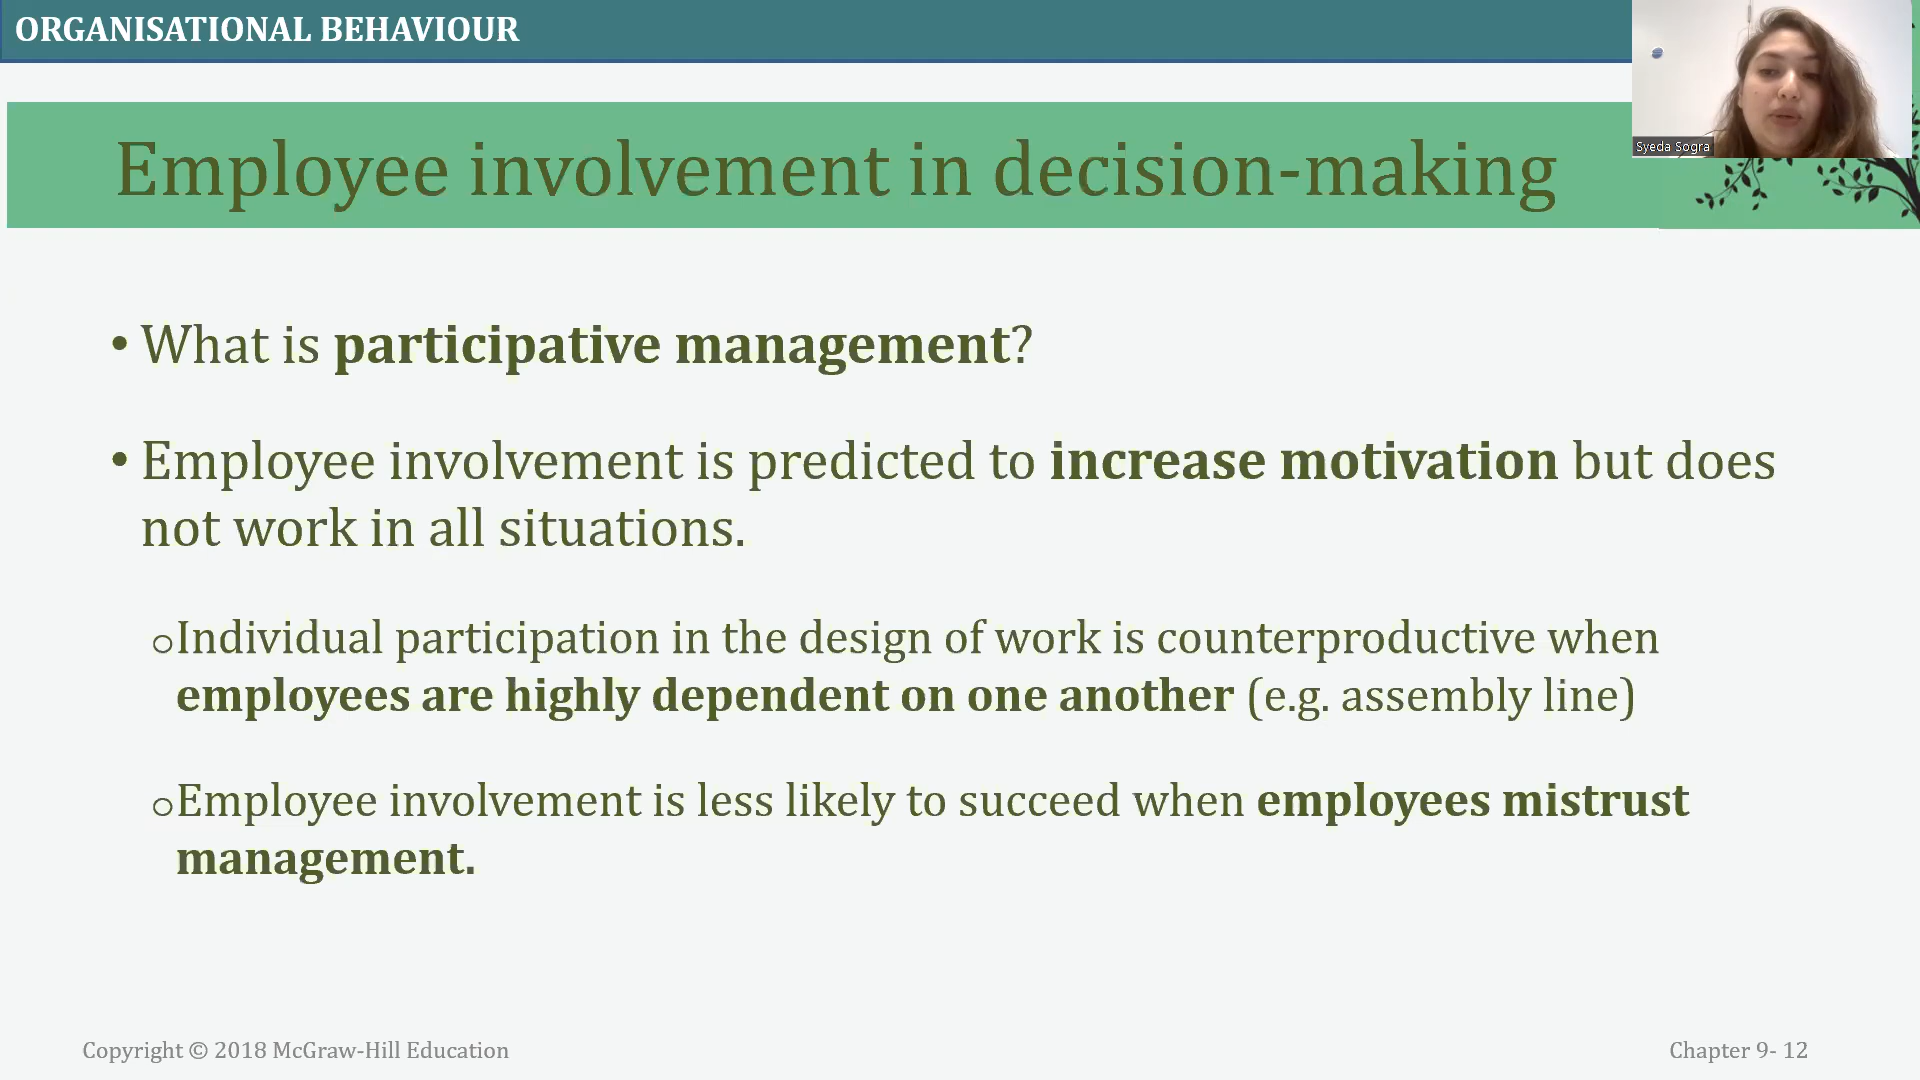 ORGANISATIONAL BEHAVIOUR
Syeda Sogra
Employee involvement in decision-making
• What is participative management?
• Employee involvement is predicted to increase motivation but does
not work in all situations.
oIndividual participation in the design of work is counterproductive when
employees are highly dependent on one another (e.g. assembly line)
oEmployee involvement is less likely to succeed when employees mistrust
management.
Copyright © 2018 McGraw-Hill Education
Chapter 9- 12